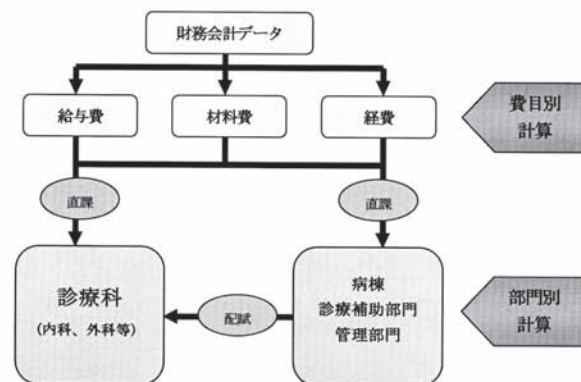 財務会計データ
給与費
材料費
経費
費目別
計算
直課
直課
診療科
(内科、外科等)
配賦
病棟
診療補助部門
管理部門
部門別
計算